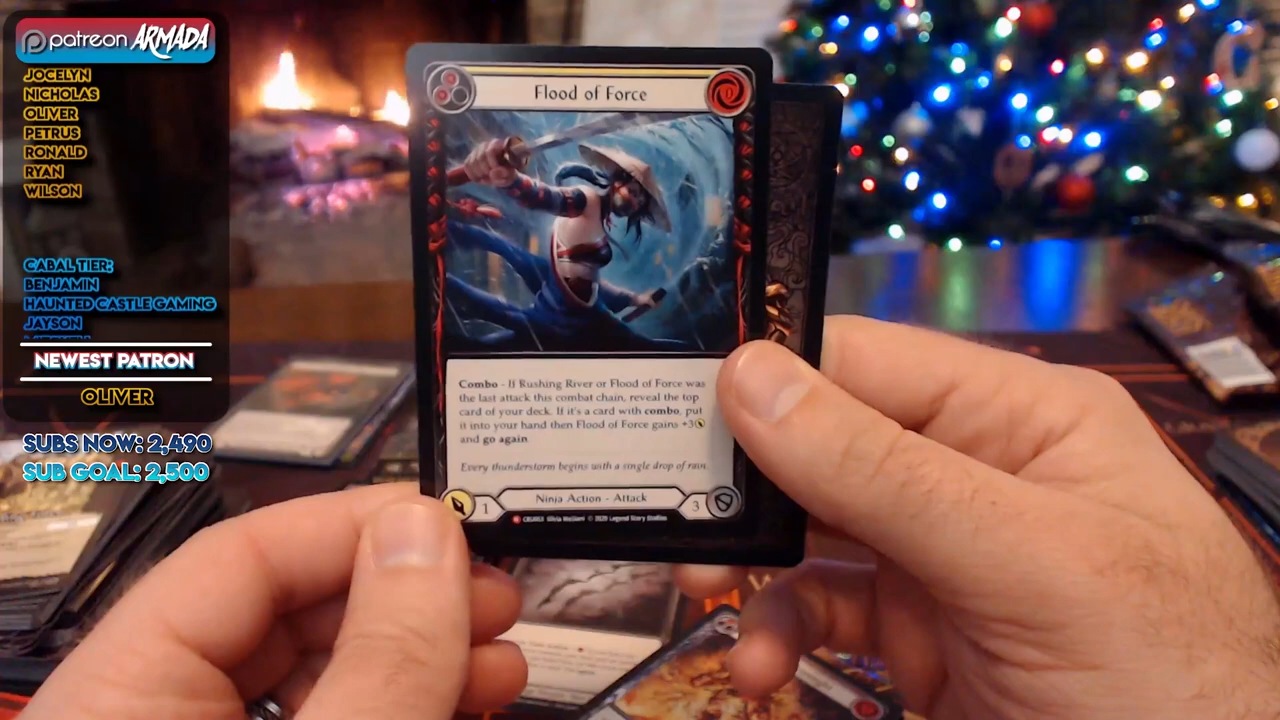 patreon ARMADA
JOCELYN
NICHOLAS
OLIVER
PETRUS
RONALD
RYAN
WILSON
CABAL TIER:
BENJAMIN
HAUNTED CASTLE GAMING
JAYSON
NEWEST PATRON
OLIVER
SUBS NOW: 2,490
SUB GOAL: 2,500
Flood of Force
Combo - If Rushing River or Flood of Force was
the last attack this combat chain, reveal the top
card of your deck. If it's a card with combo, put
it into your hand then Flood of Force gains +3
and go again.
Every thunderstorm begins with a single drop of rain.
1
Ninja Action - Attack
3
© 2020 Legend Story Studios